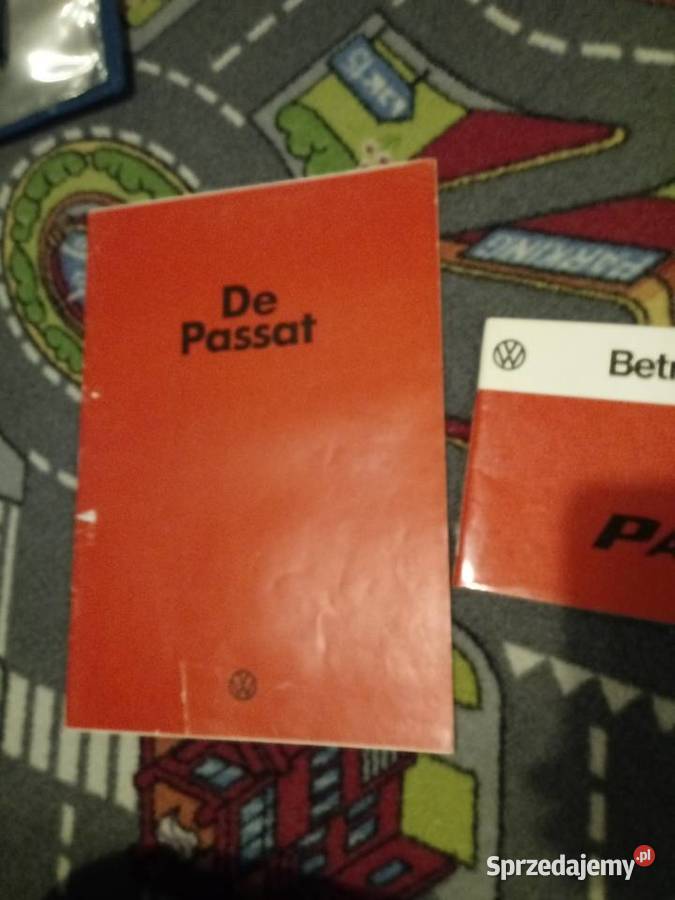 De
Passat
Betr
PA
PARKING
Sprzedajemy.pl